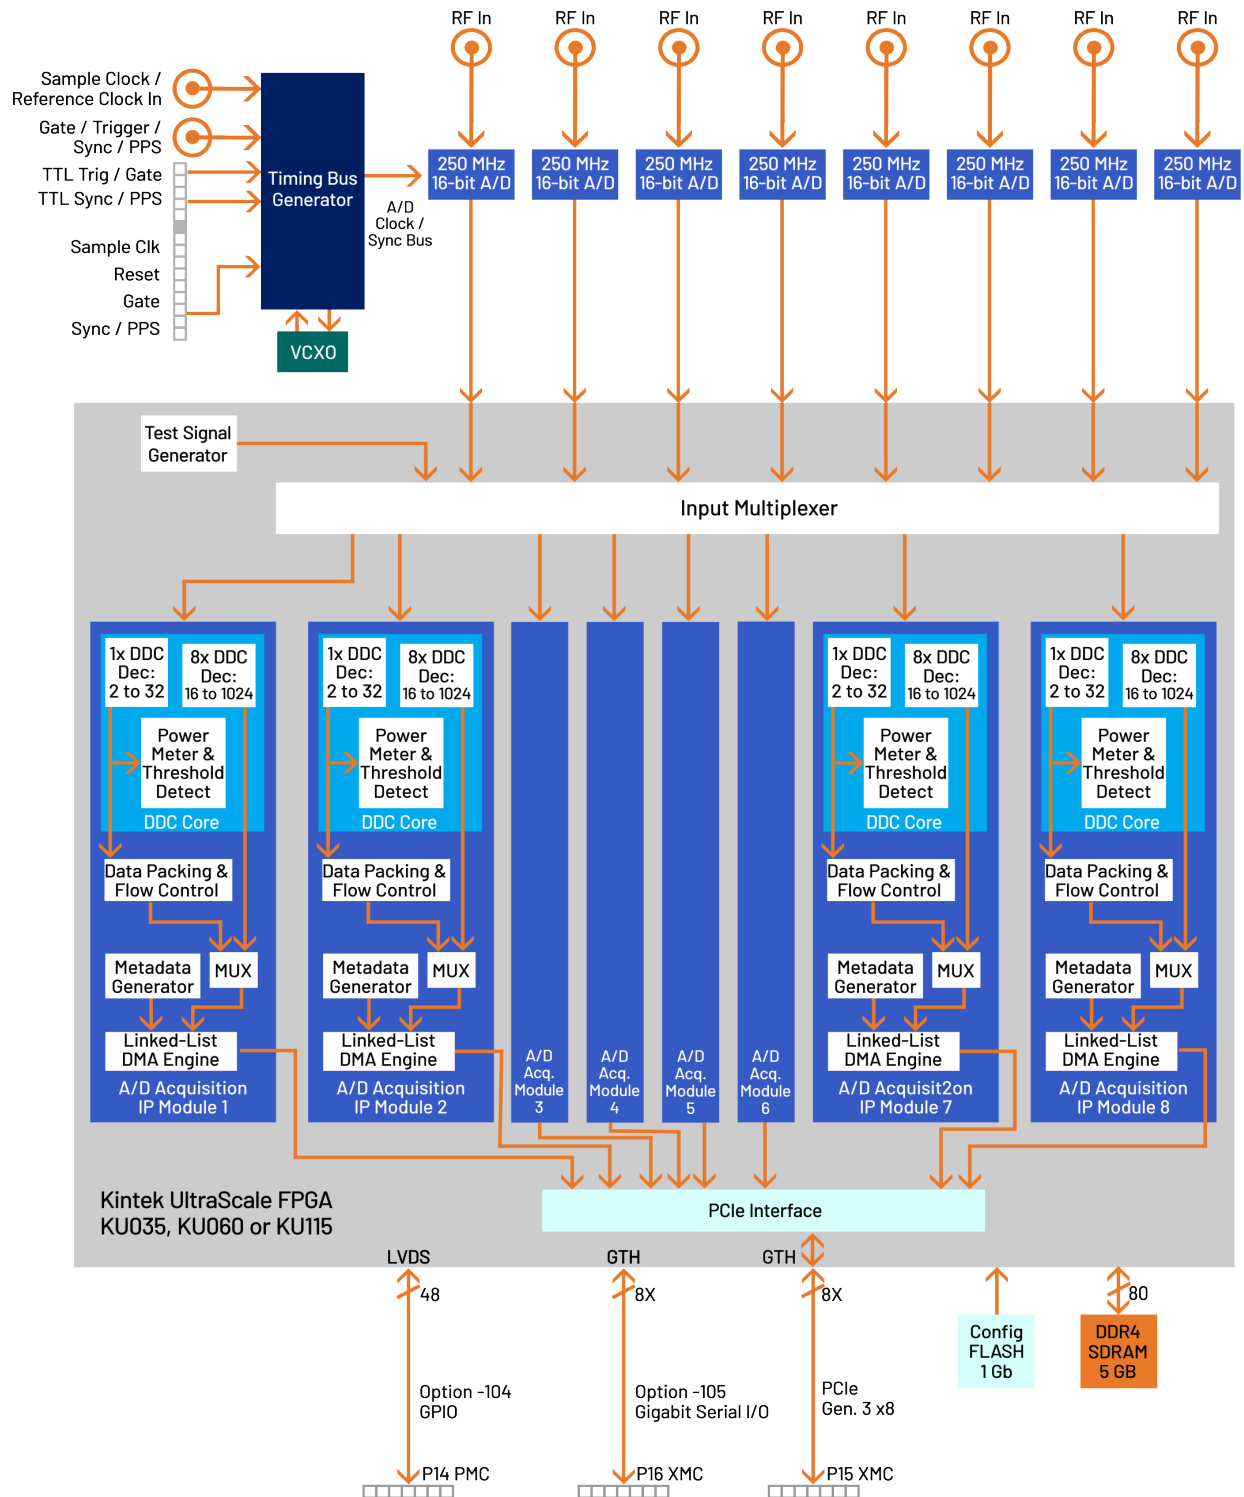 RF In RF In RF In RF In RF In RF In RF In RF In
Sample Clock /
Reference Clock In
Gate / Trigger /
Sync / PPS
TTL Trig / Gate
TTL Sync / PPS
Sample Clk
Reset
Gate
Sync / PPS
Timing Bus
Generator
VCXO
A/D
Clock /
Sync Bus
250 MHz
16-bit A/D
250 MHz
16-bit A/D
250 MHz
16-bit A/D
250 MHz
16-bit A/D
250 MHz
16-bit A/D
250 MHz
16-bit A/D
250 MHz
16-bit A/D
250 MHz
16-bit A/D
Test Signal
Generator
Input Multiplexer
1x DDC
Dec:
2 to 32
8x DDC
Dec:
16 to 1024
Power
Meter &
Threshold
Detect
DDC Core
Data Packing &
Flow Control
Metadata
Generator
MUX
Linked-List
DMA Engine
A/D Acquisition
IP Module 1
1x DDC
Dec:
2 to 32
8x DDC
Dec:
16 to 1024
Power
Meter &
Threshold
Detect
DDC Core
Data Packing &
Flow Control
Metadata
Generator
MUX
Linked-List
DMA Engine
A/D Acquisition
IP Module 2
A/D
Acq.
Module
3
A/D
Acq.
Module
4
A/D
Acq.
Module
5
A/D
Acq.
Module
6
1x DDC
Dec:
2 to 32
8x DDC
Dec:
16 to 1024
Power
Meter &
Threshold
Detect
DDC Core
Data Packing &
Flow Control
Metadata
Generator
MUX
Linked-List
DMA Engine
A/D Acquisit2on
IP Module 7
1x DDC
Dec:
2 to 32
8x DDC
Dec:
16 to 1024
Power
Meter &
Threshold
Detect
DDC Core
Data Packing &
Flow Control
Metadata
Generator
MUX
Linked-List
DMA Engine
A/D Acquisition
IP Module 8
Kintek UltraScale FPGA
KU035, KU060 or KU115
PCIe Interface
LVDS
GTH
GTH
48
8X
8X
80
Config
FLASH
1 Gb
DDR4
SDRAM
5 GB
Option -104
GPIO
Option -105
Gigabit Serial I/O
PCIe
Gen. 3 x8
P14 PMC
P16 XMC
P15 XMC